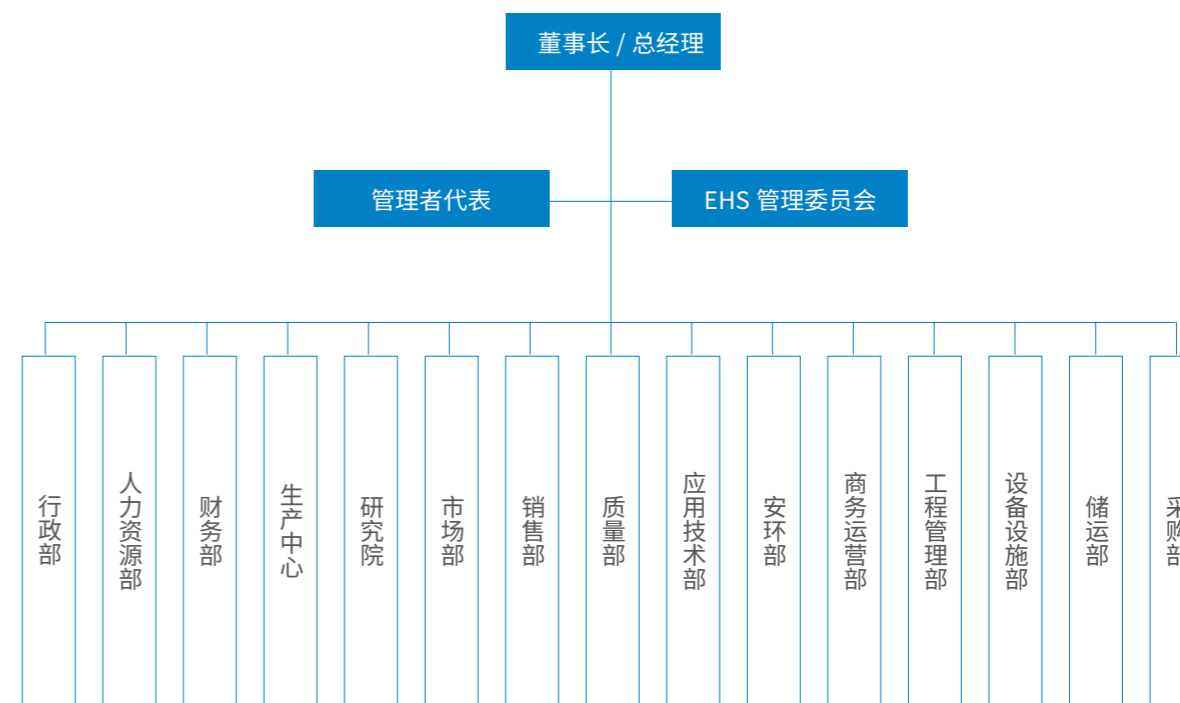 董事长 / 总经理
管理者代表
EHS 管理委员会
行政部
人力资源部
财务部
生产中心
研究院
市场部
销售部
质量部
应用技术部
安环部
商务运营部
工程管理部
设备设施部
储运部
采购部